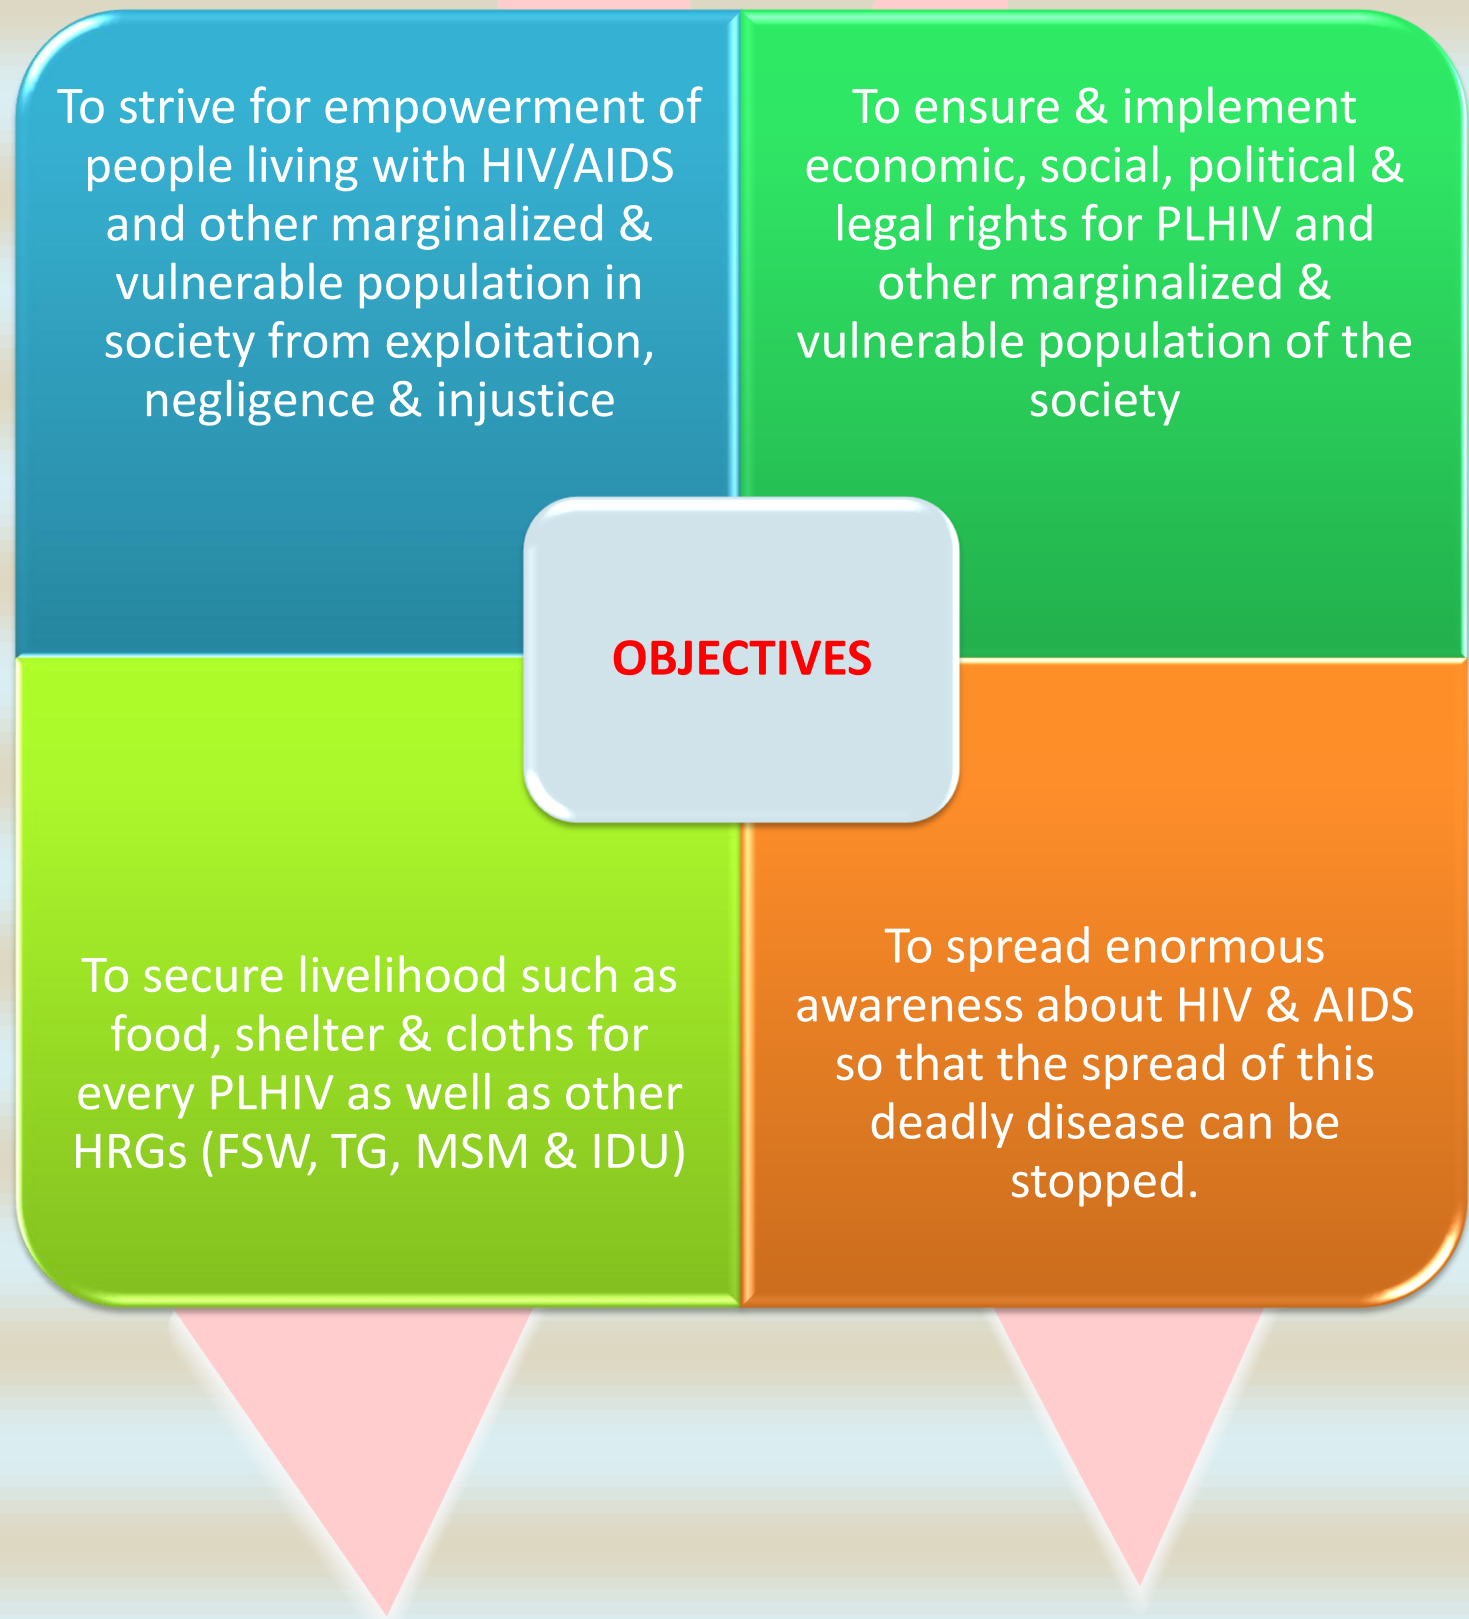 To strive for empowerment of
people living with HIV/AIDS
and other marginalized &
vulnerable population in
society from exploitation,
negligence & injustice
To ensure & implement
economic, social, political &
legal rights for PLHIV and
other marginalized &
vulnerable population of the
society
OBJECTIVES
To secure livelihood such as
food, shelter & cloths for
every PLHIV as well as other
HRGs (FSW, TG, MSM & IDU)
To spread enormous
awareness about HIV & AIDS
so that the spread of this
deadly disease can be
stopped.